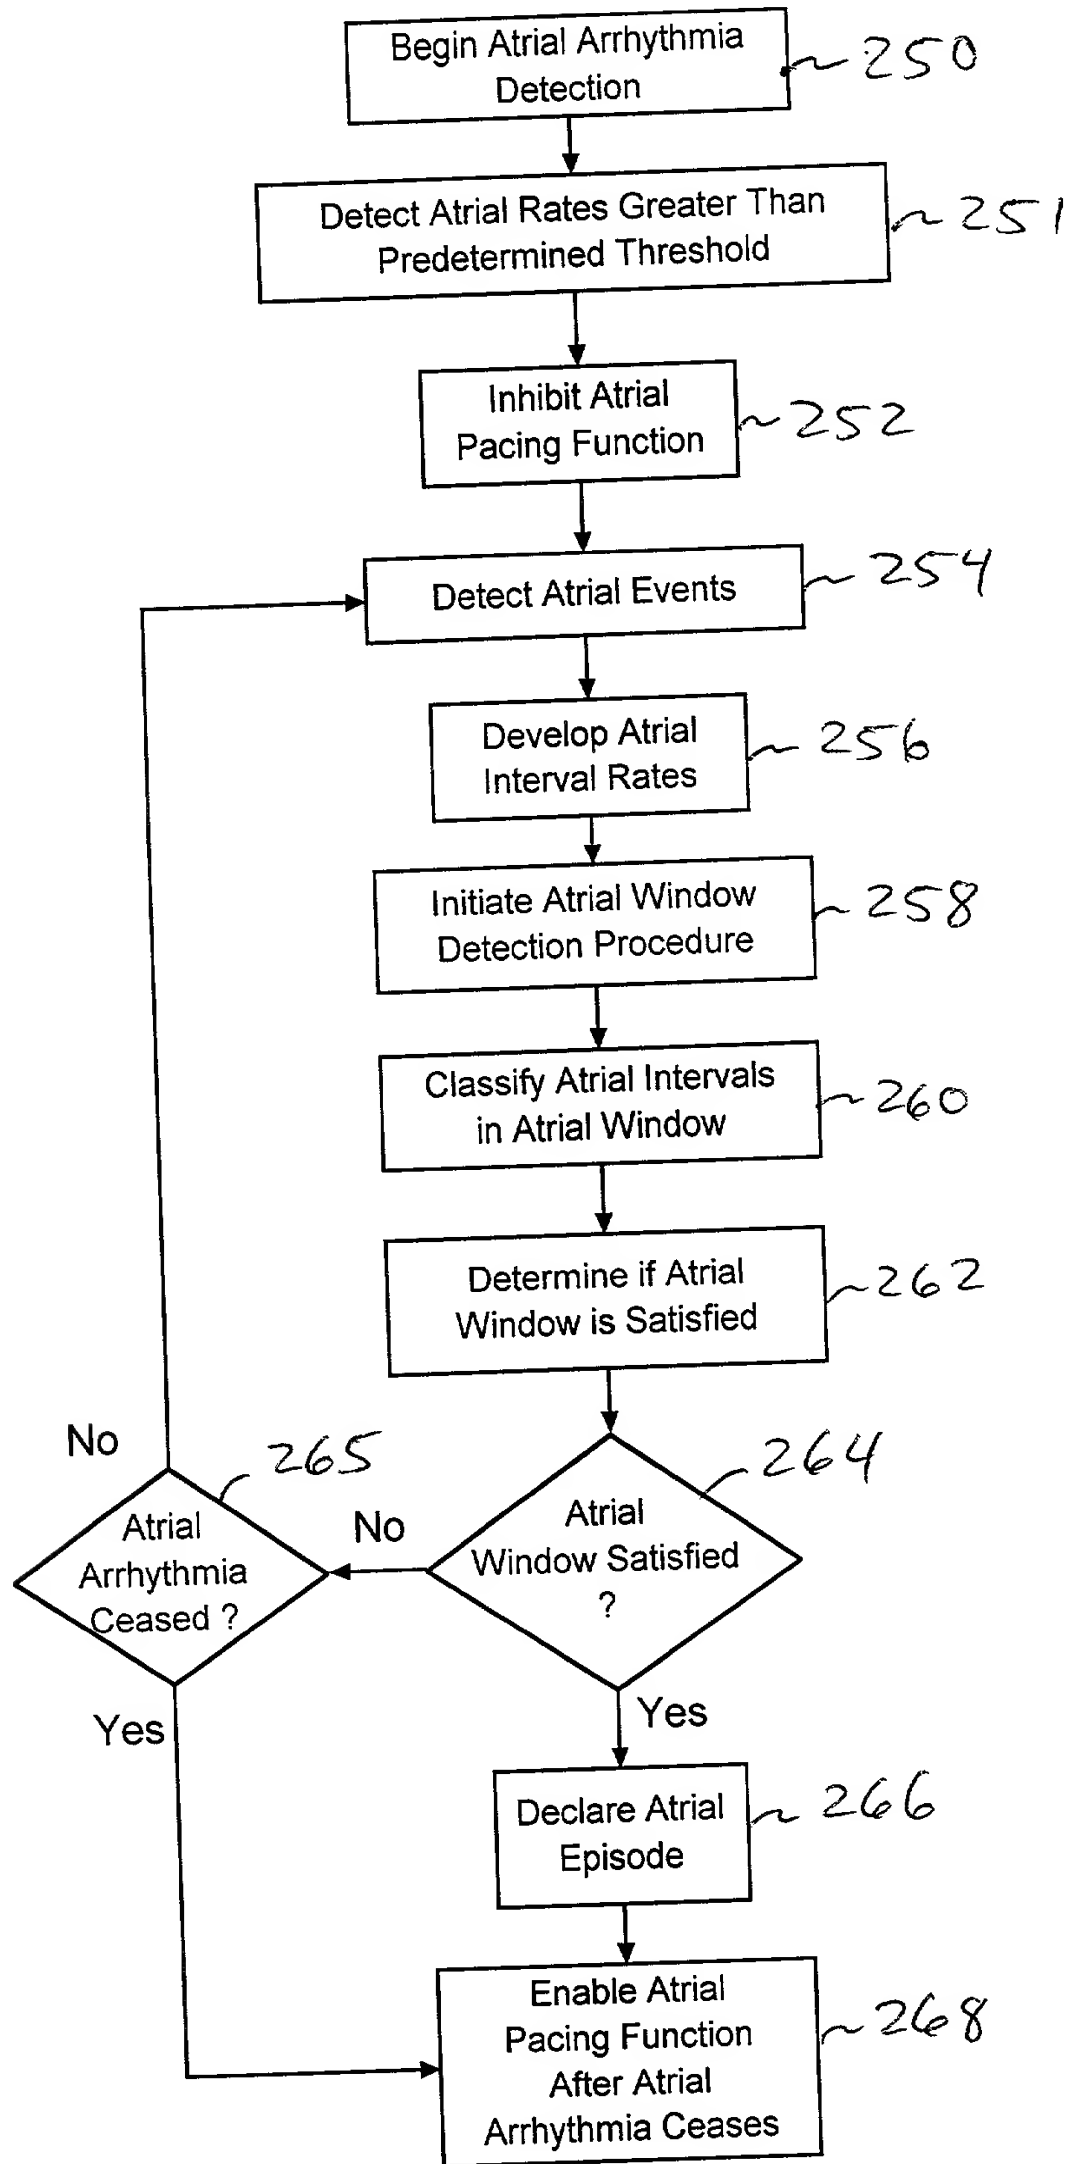 Begin Atrial Arrhythmia
Detection
250
Detect Atrial Rates Greater Than
Predetermined Threshold
251
Inhibit Atrial
Pacing Function
252
Detect Atrial Events
254
Develop Atrial
Interval Rates
256
Initiate Atrial Window
Detection Procedure
258
Classify Atrial Intervals
in Atrial Window
260
Determine if Atrial
Window is Satisfied
262
Atrial
Window Satisfied
?
264
No
Atrial
Arrhythmia
Ceased ?
265
No
Yes
Yes
Declare Atrial
Episode
266
Enable Atrial
Pacing Function
After Atrial
Arrhythmia Ceases
268